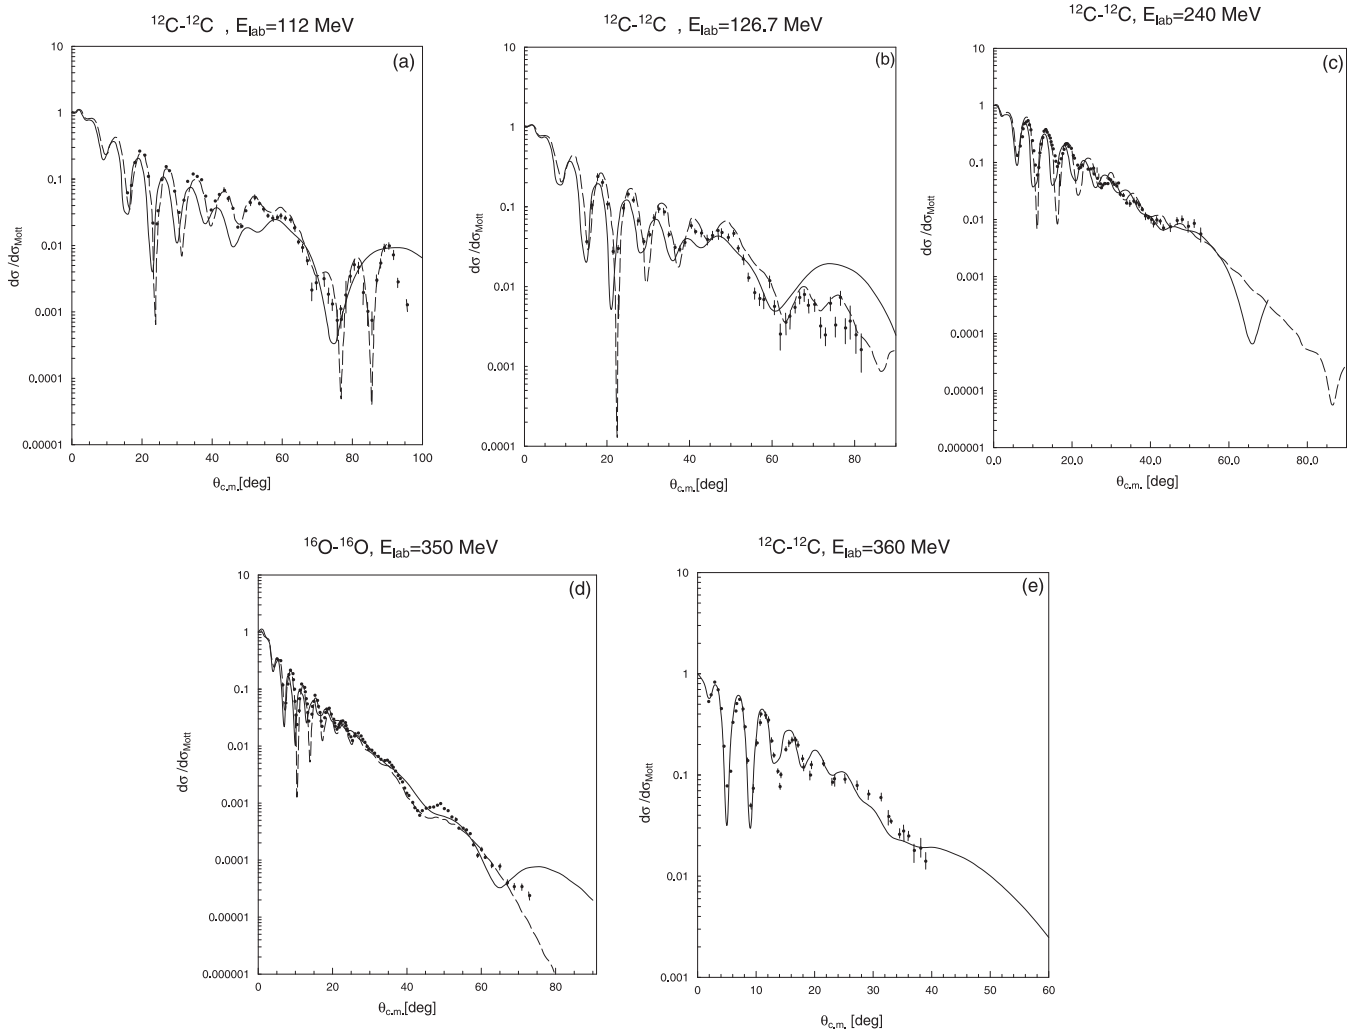 ¹²C-¹²C , E_lab=112 MeV
(a)
10
1
0.1
0.01
0.001
0.0001
0.00001
dσ/dσ_Mott
0 20 40 60 80 100
θ_c.m.[deg]
¹²C-¹²C , E_lab=126.7 MeV
(b)
10
1
0.1
0.01
0.001
0.0001
dσ/dσ_Mott
0 20 40 60 80
θ_c.m.[deg]
¹²C-¹²C, E_lab=240 MeV
(c)
10
1
0.1
0.01
0.001
0.0001
0.00001
0.000001
dσ/dσ_Mott
0.0 20.0 40.0 60.0 80.0
θ_c.m. [deg]
¹⁶O-¹⁶O, E_lab=350 MeV
(d)
10
1
0.1
0.01
0.001
0.0001
0.00001
0.000001
dσ/dσ_Mott
0 20 40 60 80
θ_c.m.[deg]
¹²C-¹²C, E_lab=360 MeV
(e)
10
1
0.1
0.01
0.001
dσ/dσ_Mott
0 10 20 30 40 50 60
θ_c.m. [deg]